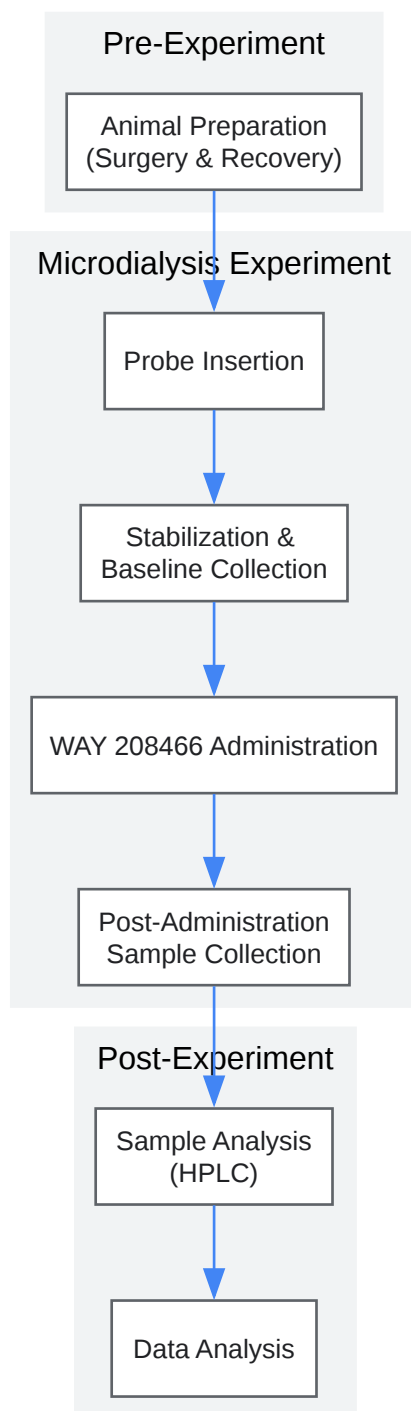 Pre-Experiment
Animal Preparation
(Surgery & Recovery)
Microdialysis Experiment
Probe Insertion
Stabilization &
Baseline Collection
WAY 208466 Administration
Post-Administration
Sample Collection
Post-Experiment
Sample Analysis
(HPLC)
Data Analysis